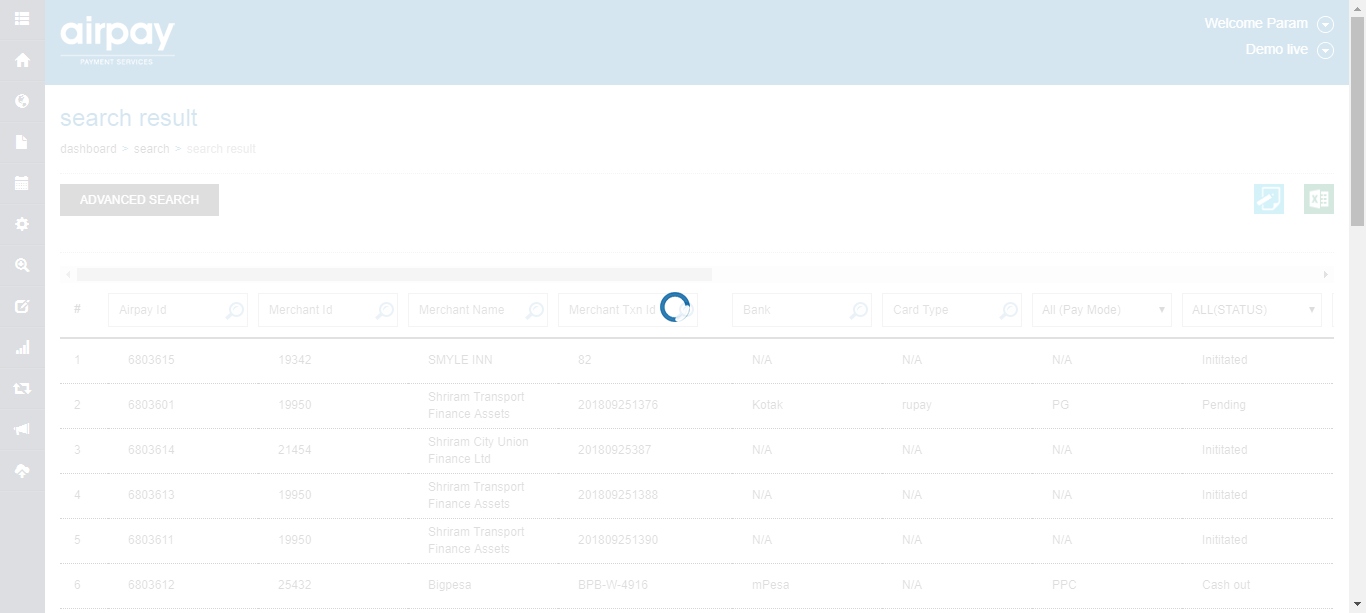 airpay
PAYMENT SERVICES
Welcome Param
Demo live
search result
dashboard > search > search result
ADVANCED SEARCH
# Airpay Id Merchant Id Merchant Name Merchant Txn Id Bank Card Type All (Pay Mode) ALL(STATUS)
1 6803615 19342 SMYLE INN 82 N/A N/A N/A Inititated
2 6803601 19950 Shriram Transport Finance Assets 201809251376 Kotak rupay PG Pending
3 6803614 21454 Shriram City Union Finance Ltd 20180925387 N/A N/A N/A Inititated
4 6803613 19950 Shriram Transport Finance Assets 201809251388 N/A N/A N/A Inititated
5 6803611 19950 Shriram Transport Finance Assets 201809251390 N/A N/A N/A Inititated
6 6803612 25432 Bigpesa BPB-W-4916 mPesa N/A PPC Cash out